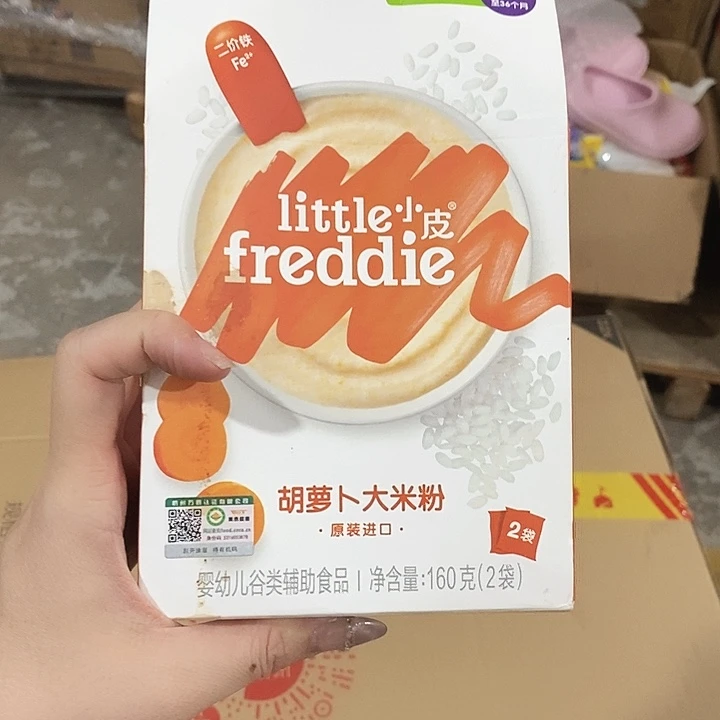 至36个月
二价铁
Fe²⁺
little小皮®
freddie
胡萝卜大米粉
·原装进口·
2袋
婴幼儿谷类辅助食品 | 净含量:160克(2袋)